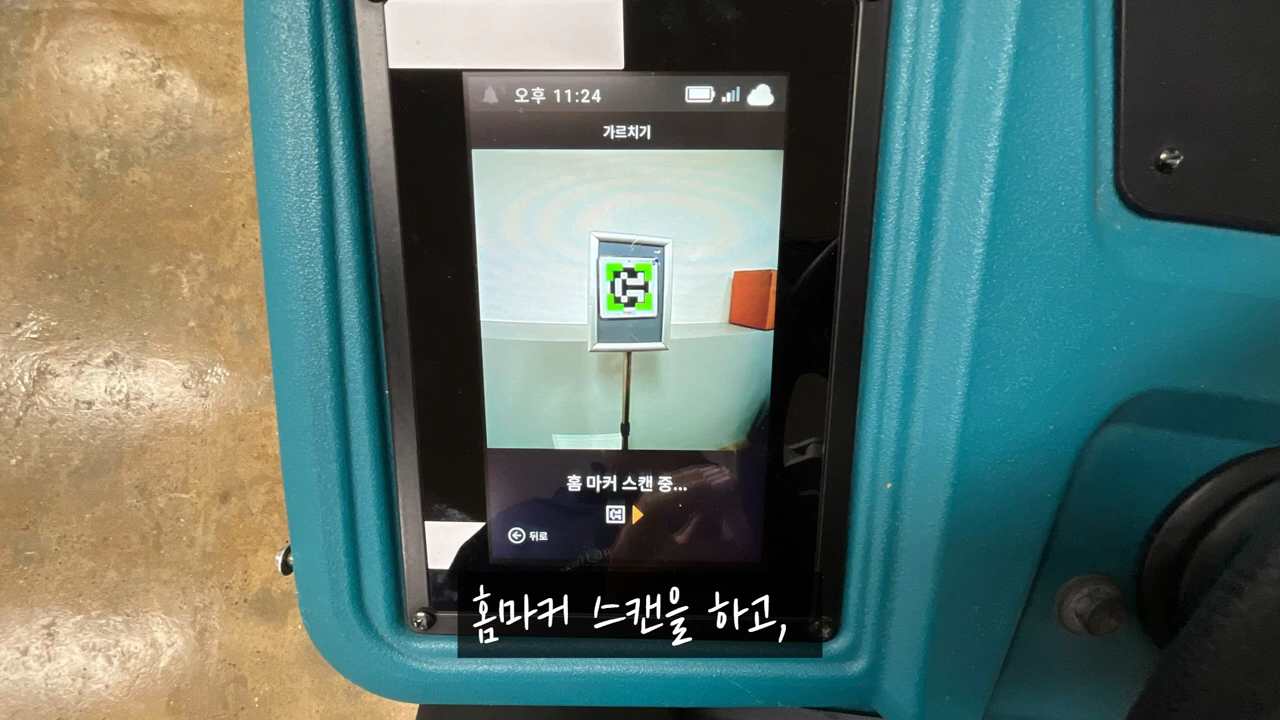 오후 11:24
가르치기
홈 마커 스캔 중...
뒤로
홈마커 스캔을 하고,